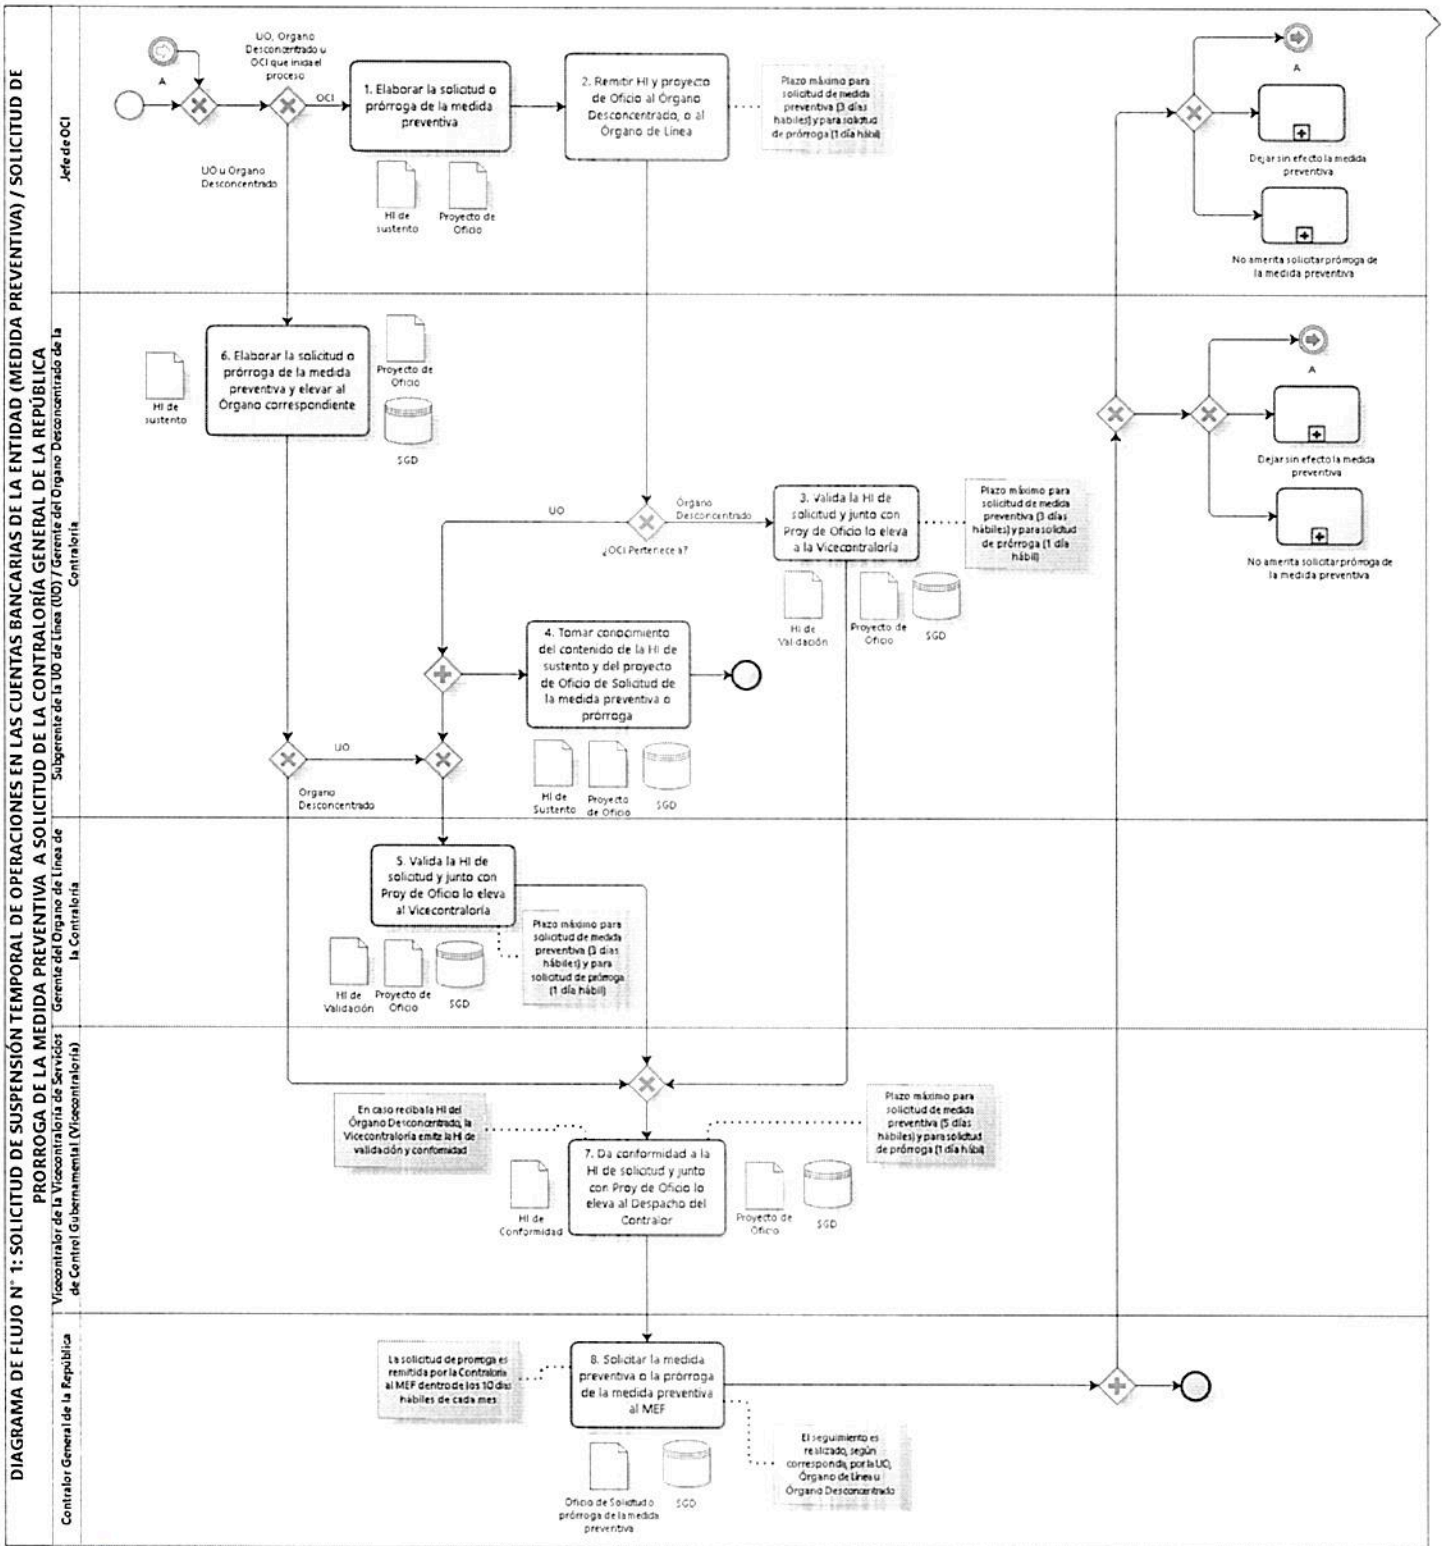 DIAGRAMA DE FLUJO N° 1: SOLICITUD DE SUSPENSIÓN TEMPORAL DE OPERACIONES EN LAS CUENTAS BANCARIAS DE LA ENTIDAD (MEDIDA PREVENTIVA) / SOLICITUD DE
PRORROGA DE LA MEDIDA PREVENTIVA A SOLICITUD DE LA CONTRALORÍA GENERAL DE LA REPÚBLICA
Jefe de OCI
A
UO, Órgano
Desconcentrado u
OCI que inicia el
proceso
OCI
UO u Organo
Desconcentrado
1. Elaborar la solicitud o
prórroga de la medida
preventiva
HI de
sustento
Proyecto de
Oficio
2. Remitir HI y proyecto
de Oficio al Órgano
Desconcentrado, o al
Órgano de Línea
Plazo máximo para
solicitud de medida
preventiva (3 días
hábiles) y para solicitud
de prórroga (1 día hábil)
A
Dejar sin efecto la medida
preventiva
No amerita solicitar prórroga de
la medida preventiva
Subgerente de la UO de Línea (UO) / Gerente del Organo Desconcentrado de la
Contraloría
6. Elaborar la solicitud o
prórroga de la medida
preventiva y elevar al
Órgano correspondiente
HI de
sustento
Proyecto de
Oficio
SGD
UO
Órgano
Desconcentrado
¿OCI Pertenece a?
3. Valida la HI de
solicitud y junto con
Proy de Oficio lo eleva
a la Vicecontraloría
Plazo máximo para
solicitud de medida
preventiva (3 días
hábiles) y para solicitud
de prórroga (1 día
hábil)
HI de
Validación
Proyecto de
Oficio
SGD
4. Tomar conocimiento
del contenido de la HI de
sustento y del proyecto
de Oficio de Solicitud de
la medida preventiva o
prórroga
HI de
Sustento
Proyecto
de Oficio
SGD
UO
Organo
Desconcentrado
A
Dejar sin efecto la medida
preventiva
No amerita solicitar prórroga de
la medida preventiva
Gerente del Organo de Línea de
la Contraloría
5. Valida la HI de
solicitud y junto con
Proy de Oficio lo eleva
al Vicecontraloría
HI de
Validación
Proyecto de
Oficio
SGD
Plazo máximo para
solicitud de medida
preventiva (3 días
hábiles) y para
solicitud de prórroga
(1 día hábil)
Vicecontralor de la Vicecontraloría de Servicios
de Control Gubernamental (Vicecontraloría)
En caso reciba la HI del
Órgano Desconcentrado, la
Vicecontraloría emite la HI de
validación y conformidad
7. Da conformidad a la
HI de solicitud y junto
con Proy de Oficio lo
eleva al Despacho del
Contralor
HI de
Conformidad
Proyecto de
Oficio
SGD
Plazo máximo para
solicitud de medida
preventiva (5 días
hábiles) y para solicitud
de prórroga (1 día hábil)
Contralor General de la República
La solicitud de prorroga es
remitida por la Contraloría
al MEF dentro de los 10 días
hábiles de cada mes
8. Solicitar la medida
preventiva o la prórroga
de la medida preventiva
al MEF
Oficio de Solicitud o
prórroga de la medida
preventiva
SGD
El seguimiento es
realizado, según
corresponda, por la UO,
Órgano de Línea u
Órgano Desconcentrado